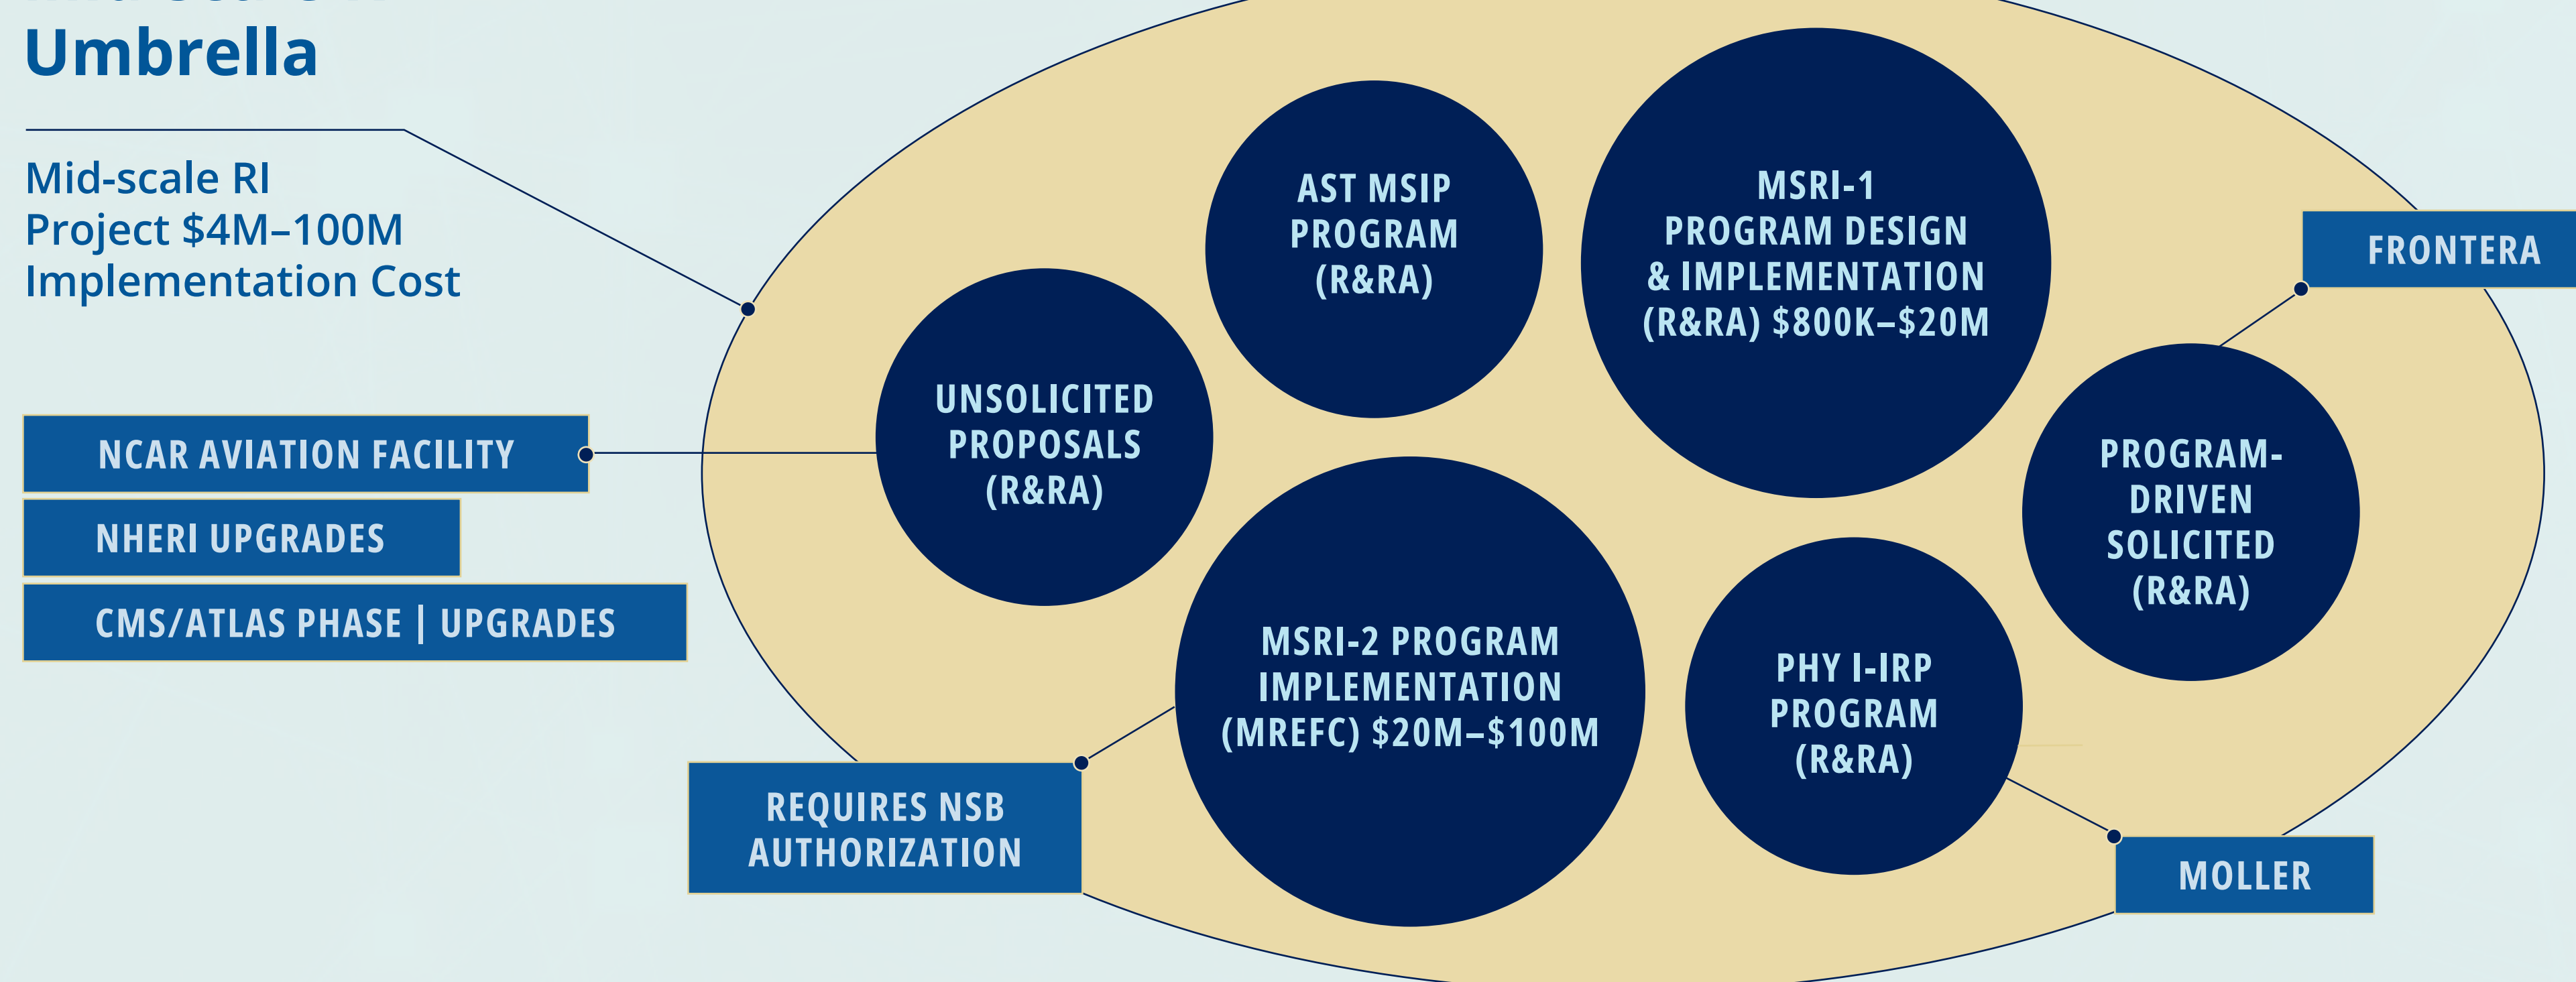 Umbrella
Mid-scale RI
Project $4M–100M
Implementation Cost
NCAR AVIATION FACILITY
NHERI UPGRADES
CMS/ATLAS PHASE | UPGRADES
UNSOLICITED
PROPOSALS
(R&RA)
AST MSIP
PROGRAM
(R&RA)
MSRI-1
PROGRAM DESIGN
& IMPLEMENTATION
(R&RA) $800K–$20M
FRONTERA
PROGRAM-
DRIVEN
SOLICITED
(R&RA)
MSRI-2 PROGRAM
IMPLEMENTATION
(MREFC) $20M–$100M
PHY I-IRP
PROGRAM
(R&RA)
REQUIRES NSB
AUTHORIZATION
MOLLER